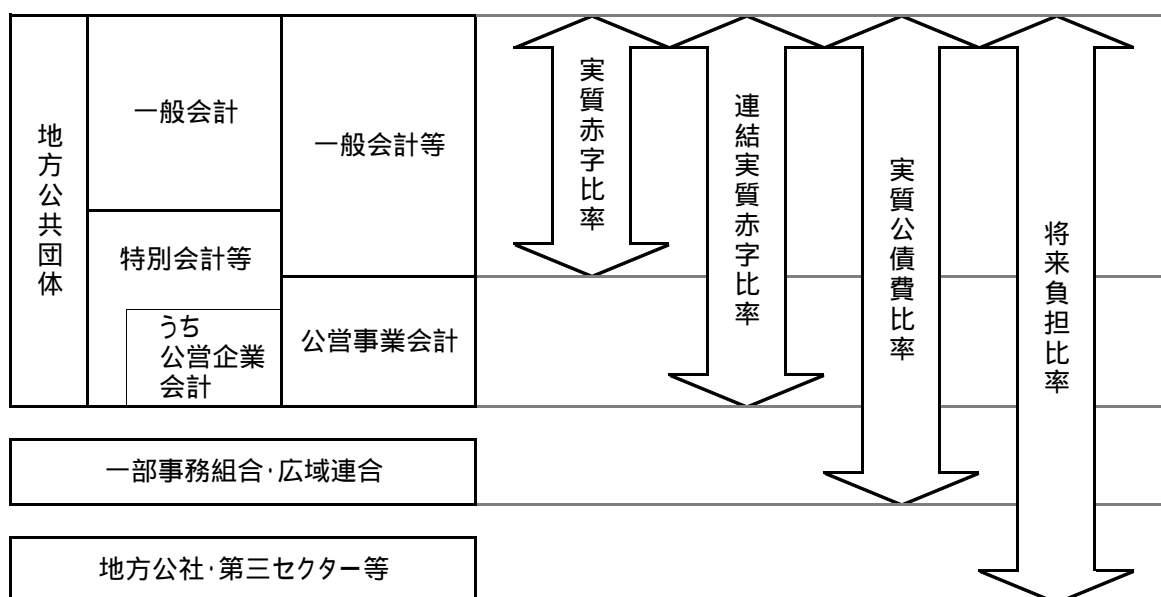 地方公共団体
一般会計
特別会計等
うち
公営企業
会計
一般会計等
公営事業会計
実質赤字比率
連結実質赤字比率
実質公債費比率
将来負担比率
一部事務組合・広域連合
地方公社・第三セクター等